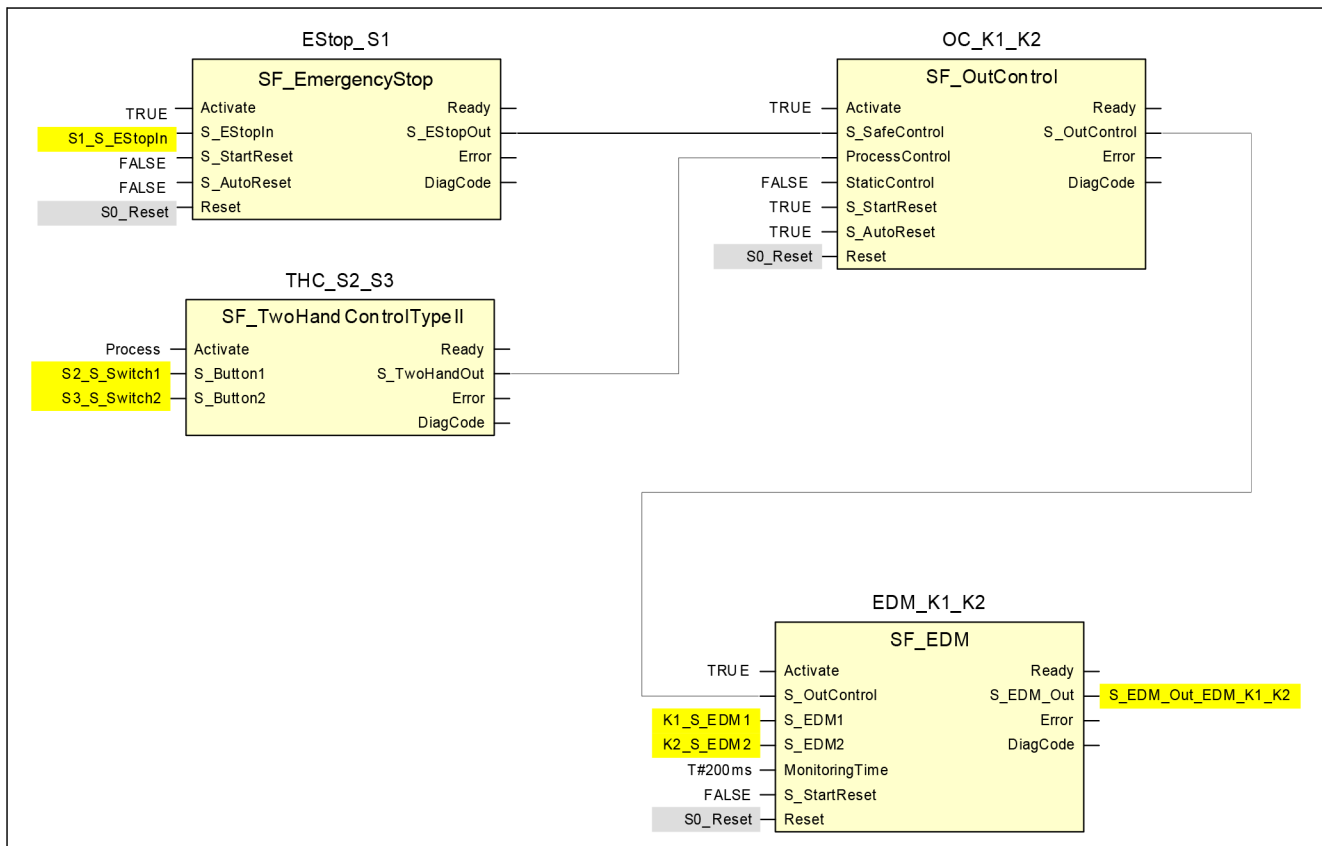 EStop_S1
SF_EmergencyStop
TRUE Activate Ready
S1_S_EStopIn S_EStopIn S_EStopOut
FALSE S_StartReset Error
FALSE S_AutoReset DiagCode
S0_Reset Reset
OC_K1_K2
SF_OutControl
TRUE Activate Ready
S_SafeControl S_OutControl
ProcessControl Error
FALSE StaticControl DiagCode
TRUE S_StartReset
TRUE S_AutoReset
S0_Reset Reset
THC_S2_S3
SF_TwoHand ControlTypeII
Process Activate Ready
S2_S_Switch1 S_Button1 S_TwoHandOut
S3_S_Switch2 S_Button2 Error
DiagCode
EDM_K1_K2
SF_EDM
TRUE Activate Ready
S_OutControl S_EDM_Out S_EDM_Out_EDM_K1_K2
K1_S_EDM1 S_EDM1 Error
K2_S_EDM2 S_EDM2 DiagCode
T#200ms MonitoringTime
FALSE S_StartReset
S0_Reset Reset